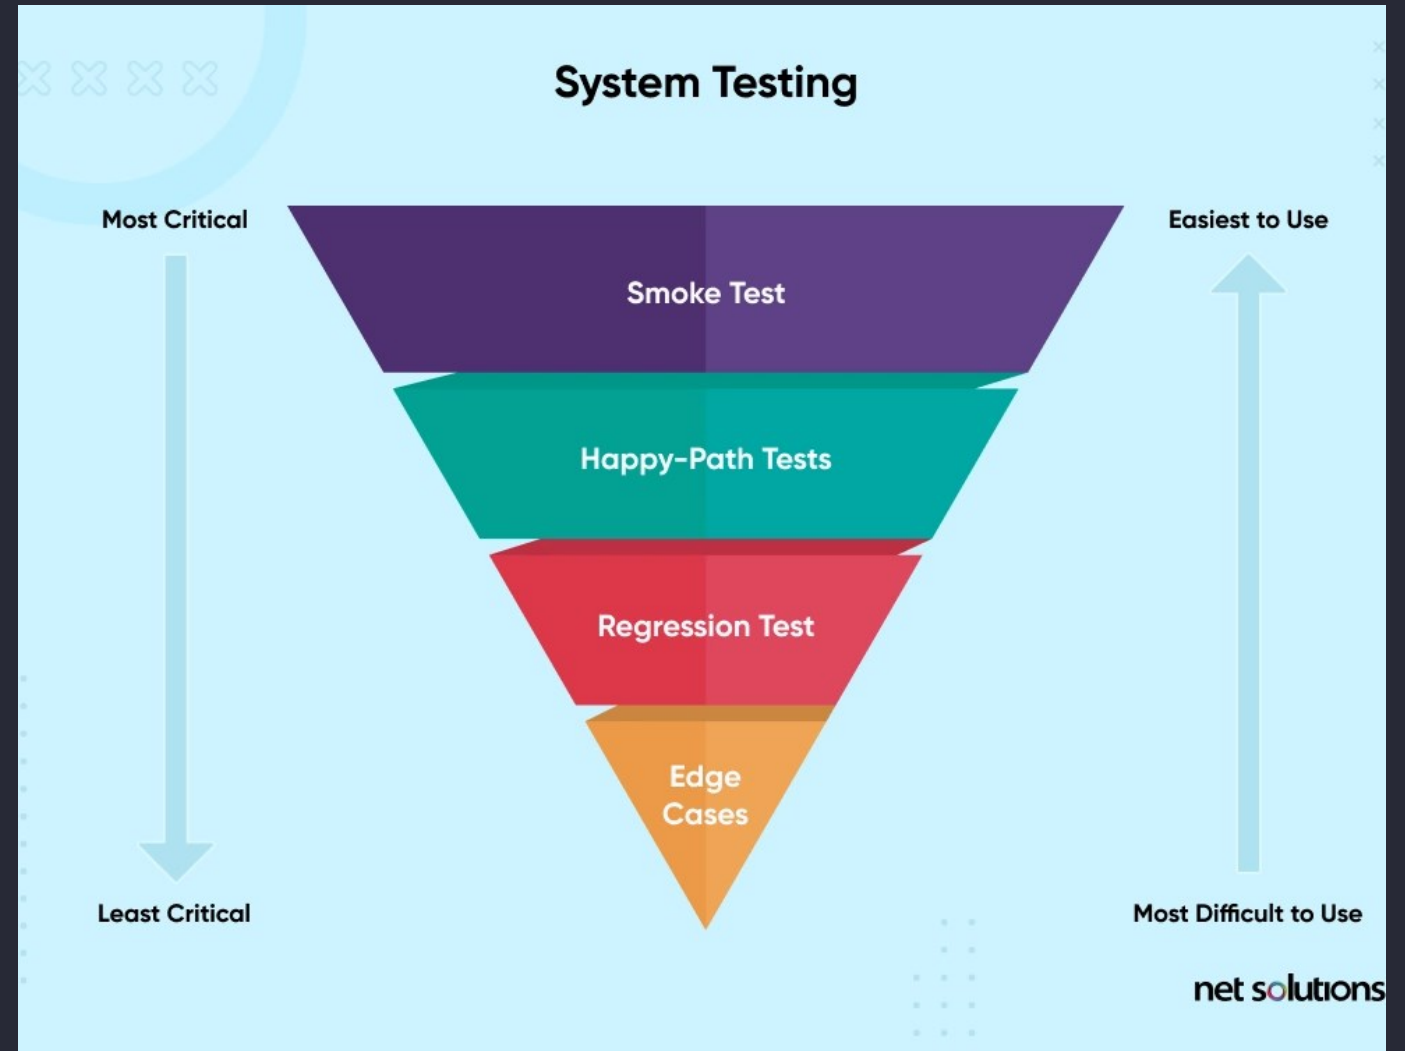 System Testing
Most Critical
Easiest to Use
Smoke Test
Happy-Path Tests
Regression Test
Edge
Cases
Least Critical
Most Difficult to Use
net solutions